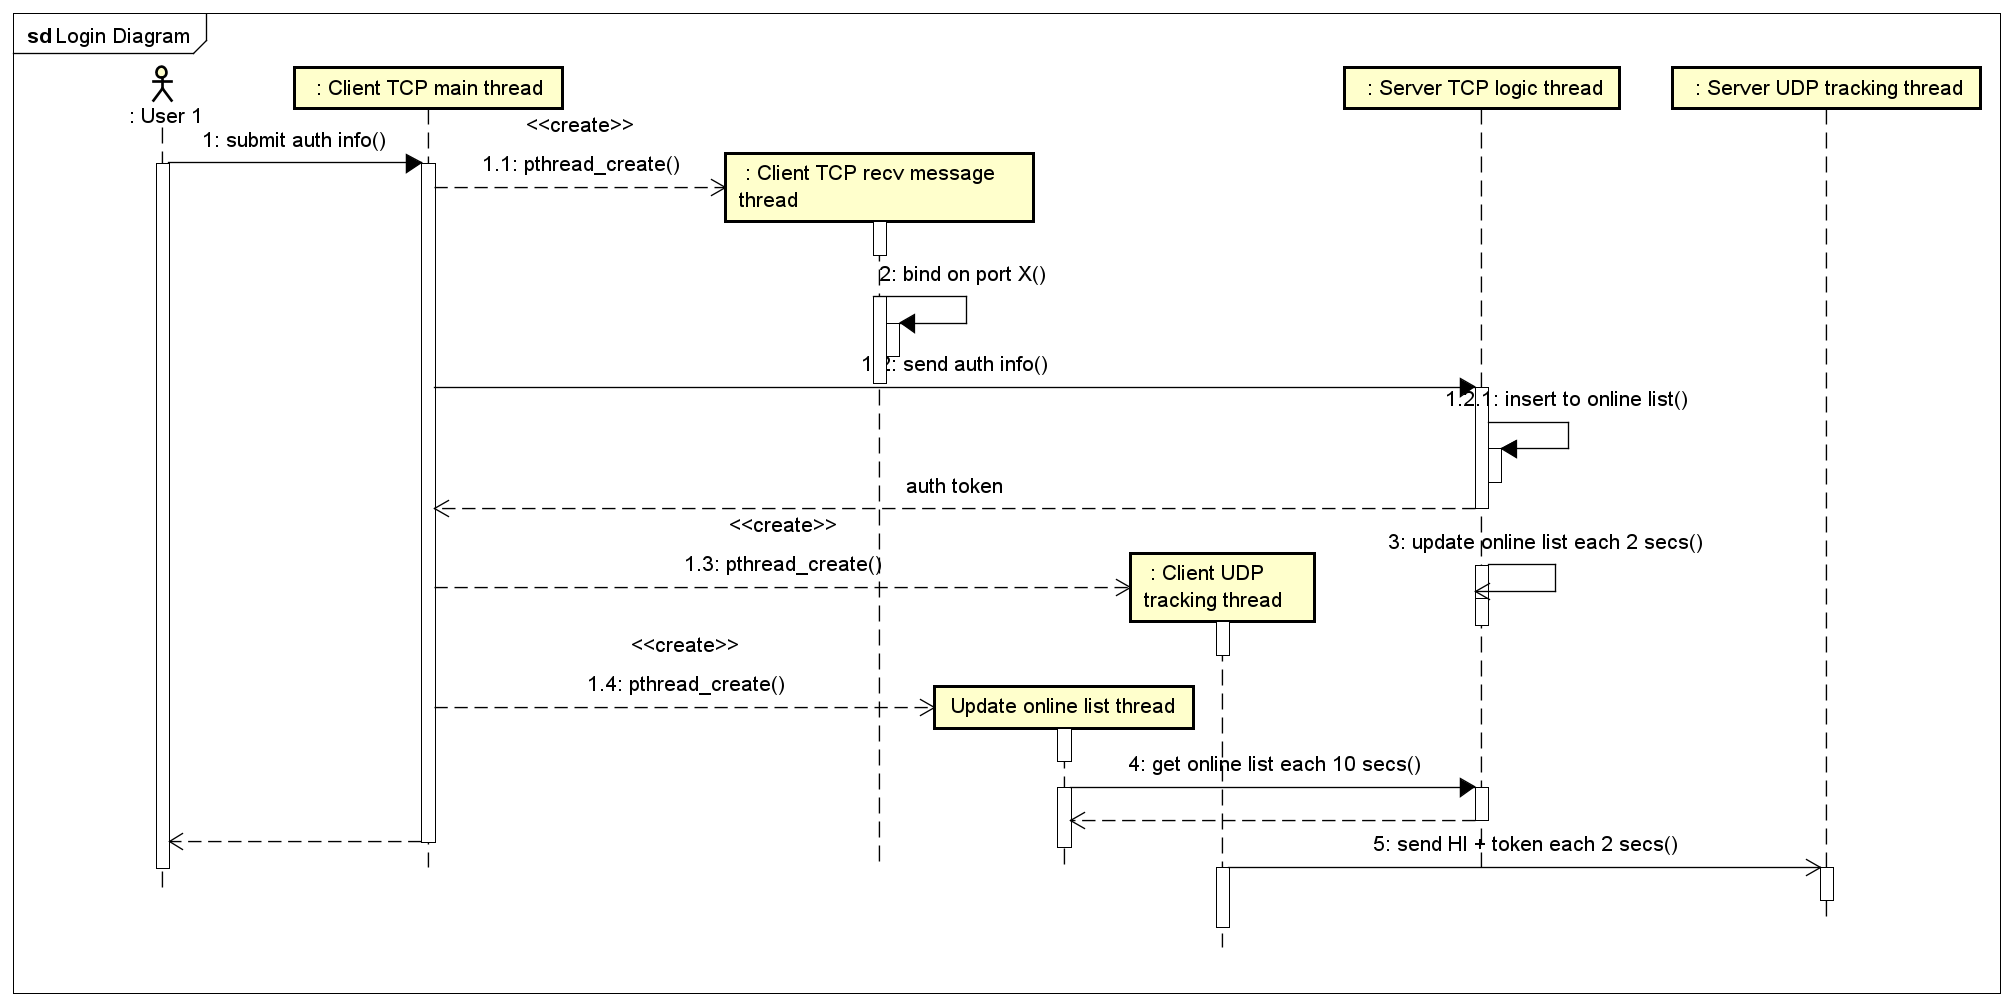 sd Login Diagram
: User 1
: Client TCP main thread
: Server TCP logic thread
: Server UDP tracking thread
<<create>>
1: submit auth info()
1.1: pthread_create()
: Client TCP recv message
thread
2: bind on port X()
1.2: send auth info()
1.2.1: insert to online list()
auth token
<<create>>
3: update online list each 2 secs()
1.3: pthread_create()
: Client UDP
tracking thread
<<create>>
1.4: pthread_create()
Update online list thread
4: get online list each 10 secs()
5: send HI + token each 2 secs()